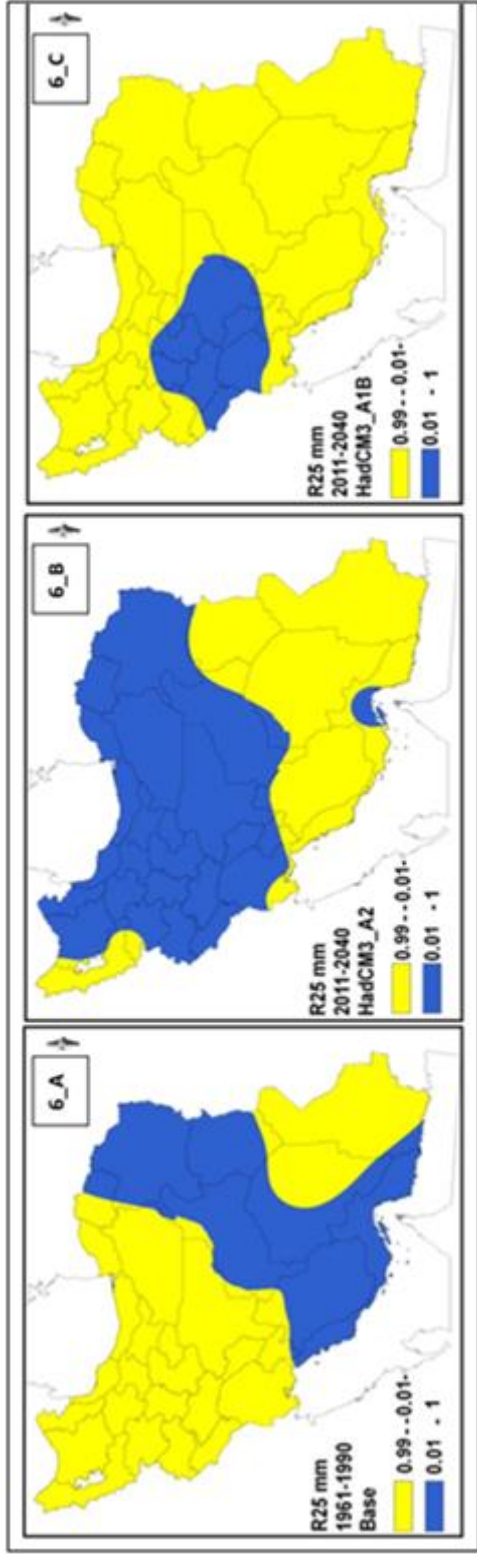 6_A
R25 mm
1961-1990
Base
0.99 - - 0.01-
0.01 - 1
6_B
R25 mm
2011-2040
HadCM3_A2
0.99 - - 0.01-
0.01 - 1
6_C
R25 mm
2011-2040
HadCM3_A1B
0.99 - - 0.01-
0.01 - 1